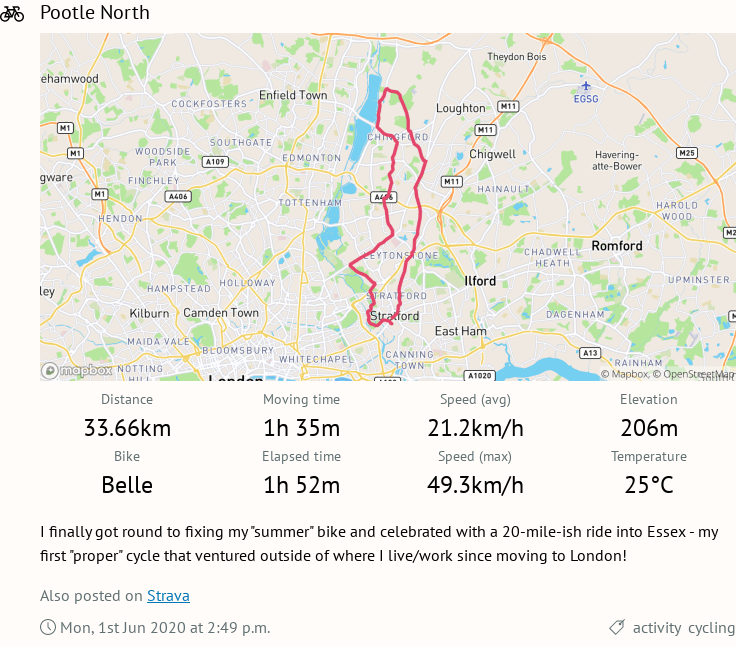 Pootle North
Theydon Bois
ehamwood
EGSG
Enfield Town
COCKFOSTERS
Loughton
M11
M1
CHINGFORD
M11
SOUTHGATE
M1
WOODSIDE
PARK
A109
EDMONTON
Chigwell
Havering-
atte-Bower
M25
FINCHLEY
gware
M11
M1
A406
A406
HAINAULT
TOTTENHAM
HAROLD
WOOD
HENDON
M2
Romford
LEYTONSTONE
CHADWELL
HEATH
UPMINSTER
HAMPSTEAD
HOLLOWAY
Ilford
ley
STRATFORD
Kilburn
Camden Town
Stratford
DAGENHAM
M
East Ham
MAIDA VALE
BLOOMSBURY
WHITECHAPEL
CANNING
TOWN
A13
RAINHAM
mapbox
NOTTING
HILL
London
A1020
© Mapbox, © OpenStreetMap
Distance
Moving time
Speed (avg)
Elevation
33.66km
1h 35m
21.2km/h
206m
Bike
Elapsed time
Speed (max)
Temperature
Belle
1h 52m
49.3km/h
25°C
I finally got round to fixing my "summer" bike and celebrated with a 20-mile-ish ride into Essex - my
first "proper" cycle that ventured outside of where I live/work since moving to London!
Also posted on Strava
Mon, 1st Jun 2020 at 2:49 p.m.
activity cycling